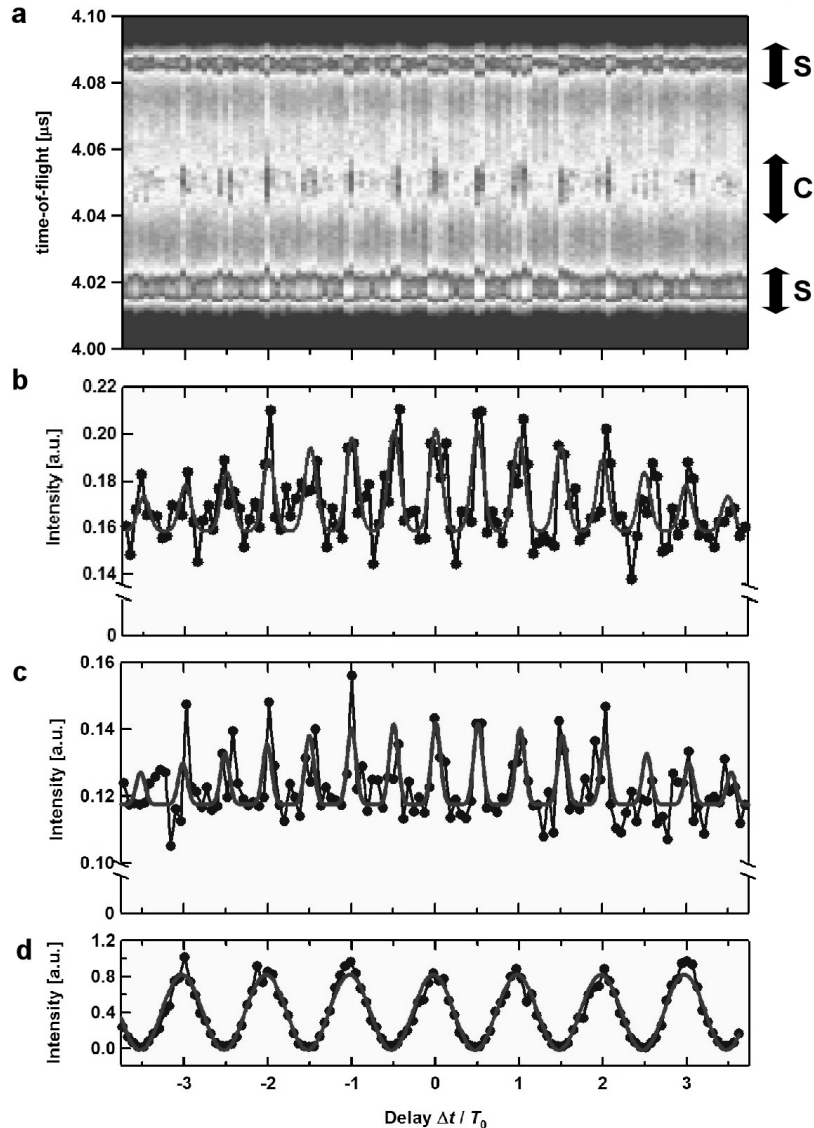 a
4.10
4.08
4.06
4.04
4.02
4.00
time-of-flight [μs]
S
C
S
b
0.22
0.20
0.18
0.16
0.14
0
Intensity [a.u.]
c
0.16
0.14
0.12
0.10
0
Intensity [a.u.]
d
1.2
0.8
0.4
0.0
Intensity [a.u.]
-3 -2 -1 0 1 2 3
Delay Δt / T0